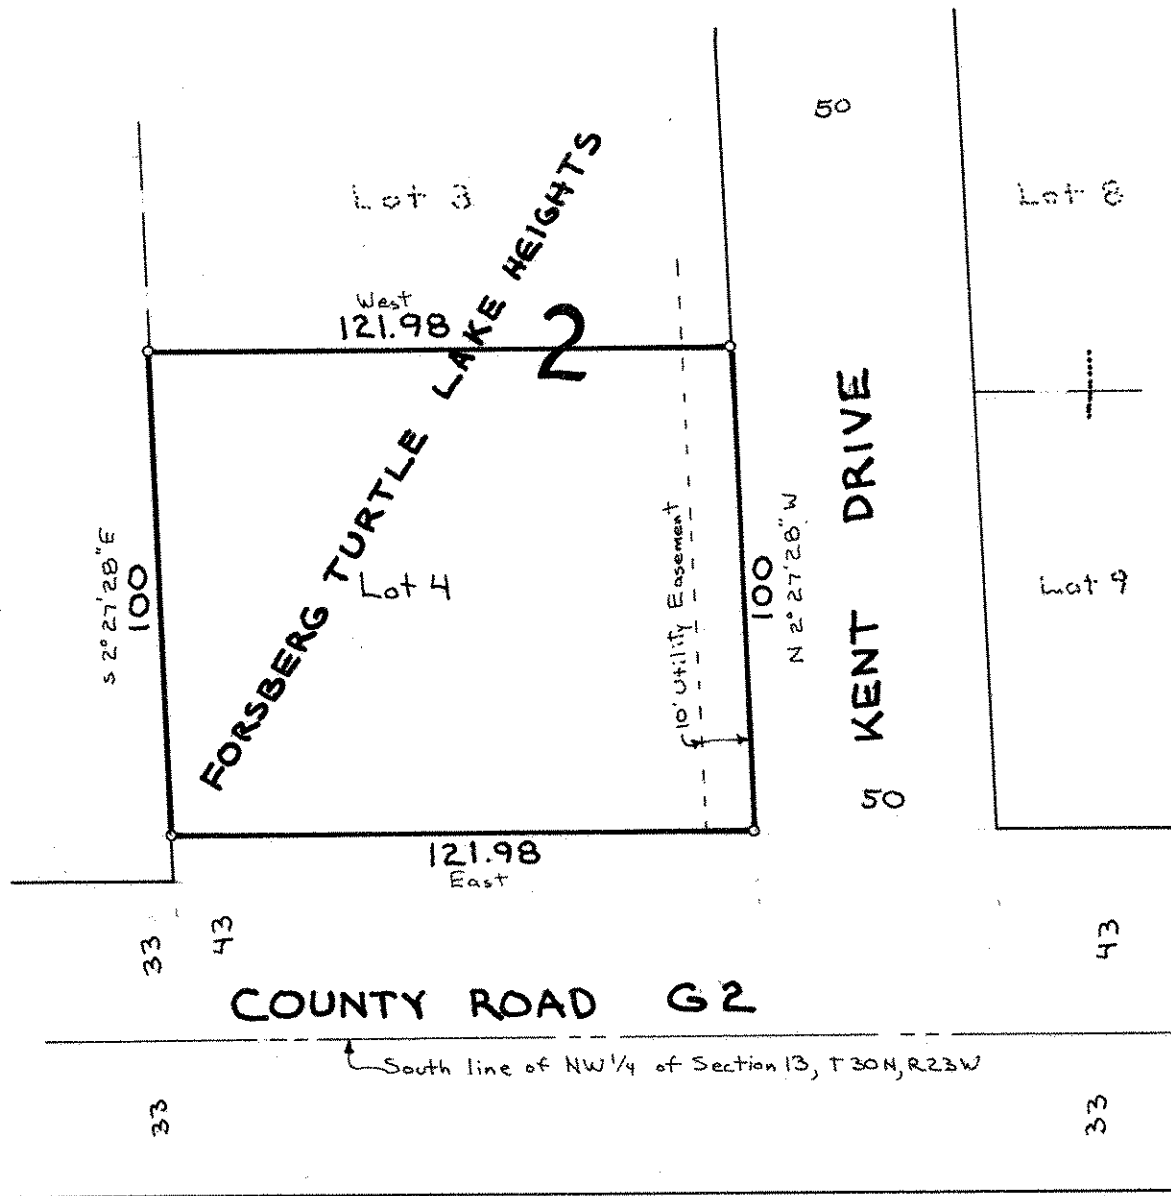 50
Lot 3
Lot 8
West
121.98
2
FORSBERG TURTLE LAKE HEIGHTS
S 2° 27' 28" E
100
Lot 4
10' Utility Easement
100
N 2° 27' 28" W
KENT DRIVE
Lot 9
50
121.98
East
33
43
43
COUNTY ROAD G2
South line of NW 1/4 of Section 13, T30N, R23W
33
33